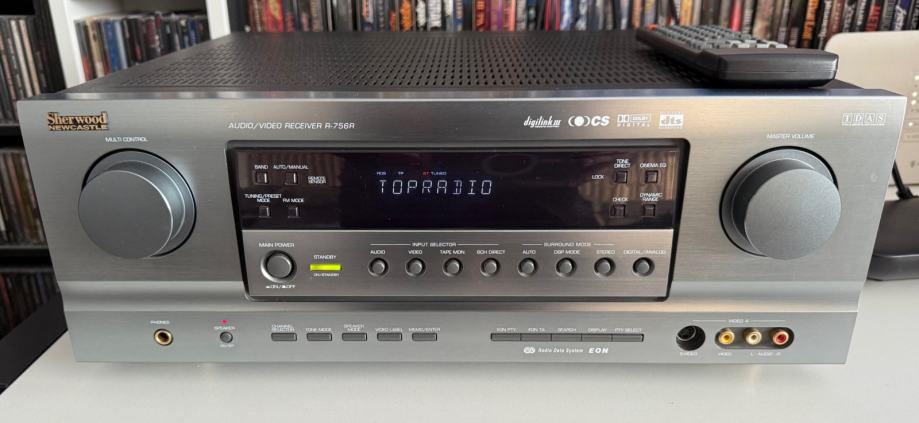 Sherwood
NEWCASTLE
AUDIO/VIDEO RECEIVER R-756R
digilink III
CS
DOLBY
DIGITAL
dts
TDAS
MULTI CONTROL
MASTER VOLUME
BAND
AUTO/MANUAL
REMOTE
SENSOR
TUNING/PRESET
MODE
FM MODE
RDS
TP
ST
TUNED
TOPRADIO
TONE
DIRECT
CINEMA EQ
LOCK
CHECK
DYNAMIC
RANGE
MAIN POWER
ON/
OFF
STANDBY
ON/STANDBY
INPUT SELECTOR
AUDIO
VIDEO
TAPE MON.
6CH DIRECT
SURROUND MODE
AUTO
DSP MODE
STEREO
DIGITAL/ANALOG
PHONES
SPEAKER
CHANNEL
SELECTOR
TONE MODE
SPEAKER
MODE
VIDEO LABEL
MEMO/ENTER
EON PTY
EON TA
SEARCH
DISPLAY
PTY SELECT
Radio Data System
EON
VIDEO 4
S-VIDEO
VIDEO
L - AUDIO - R